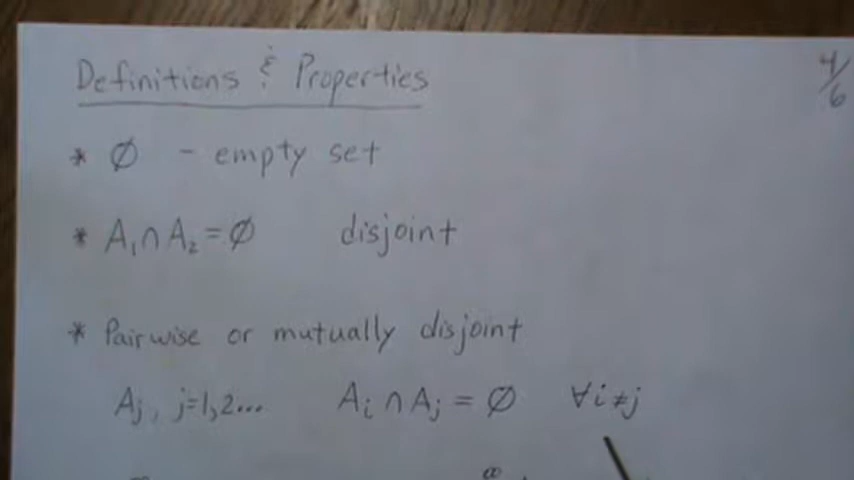 Definitions & Properties
4/6
* ∅ - empty set
* A₁∩A₂=∅ disjoint
* Pairwise or mutually disjoint
Aⱼ, j=1,2... Aᵢ ∩ Aⱼ = ∅ ∀i≠j